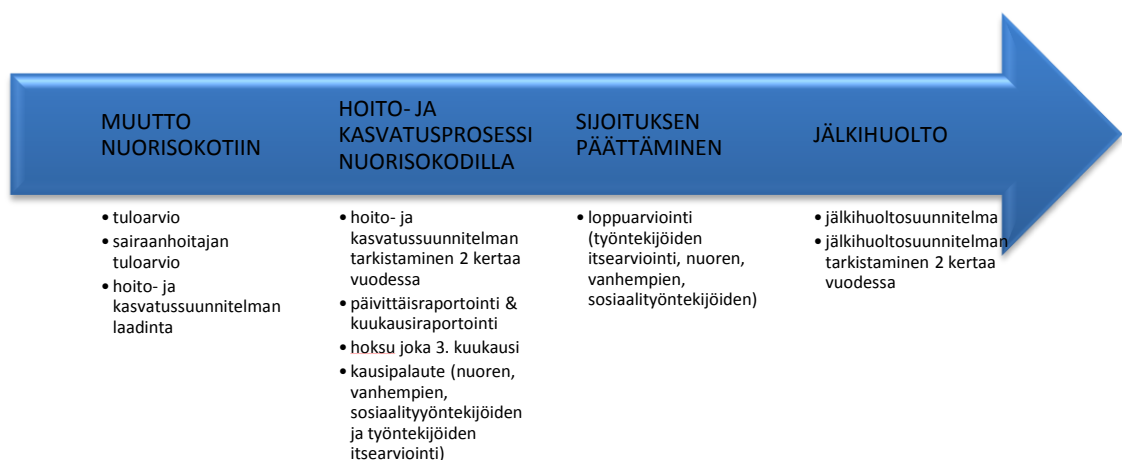 MUUTTO
NUORISOKOTIIN
• tuloarvio
• sairaanhoitajan
tuloarvio
• hoito- ja
kasvatussuunnitelman
laadinta
HOITO- JA
KASVATUSPROSESSI
NUORISOKODILLA
• hoito- ja
kasvatussuunnitelman
tarkistaminen 2 kertaa
vuodessa
• päivittäisraportointi &
kuukausiraportointi
• hoksu joka 3. kuukausi
• kausipalaute (nuoren,
vanhempien,
sosiaalityyöntekijöiden
ja työntekijöiden
itsearviointi)
SIJOITUKSEN
PÄÄTTÄMINEN
• loppuarviointi
(työntekijöiden
itsearviointi, nuoren,
vanhempien,
sosiaalityöntekijöiden)
JÄLKIHUOLTO
• jälkihuoltosuunnitelma
• jälkihuoltosuunnitelman
tarkistaminen 2 kertaa
vuodessa